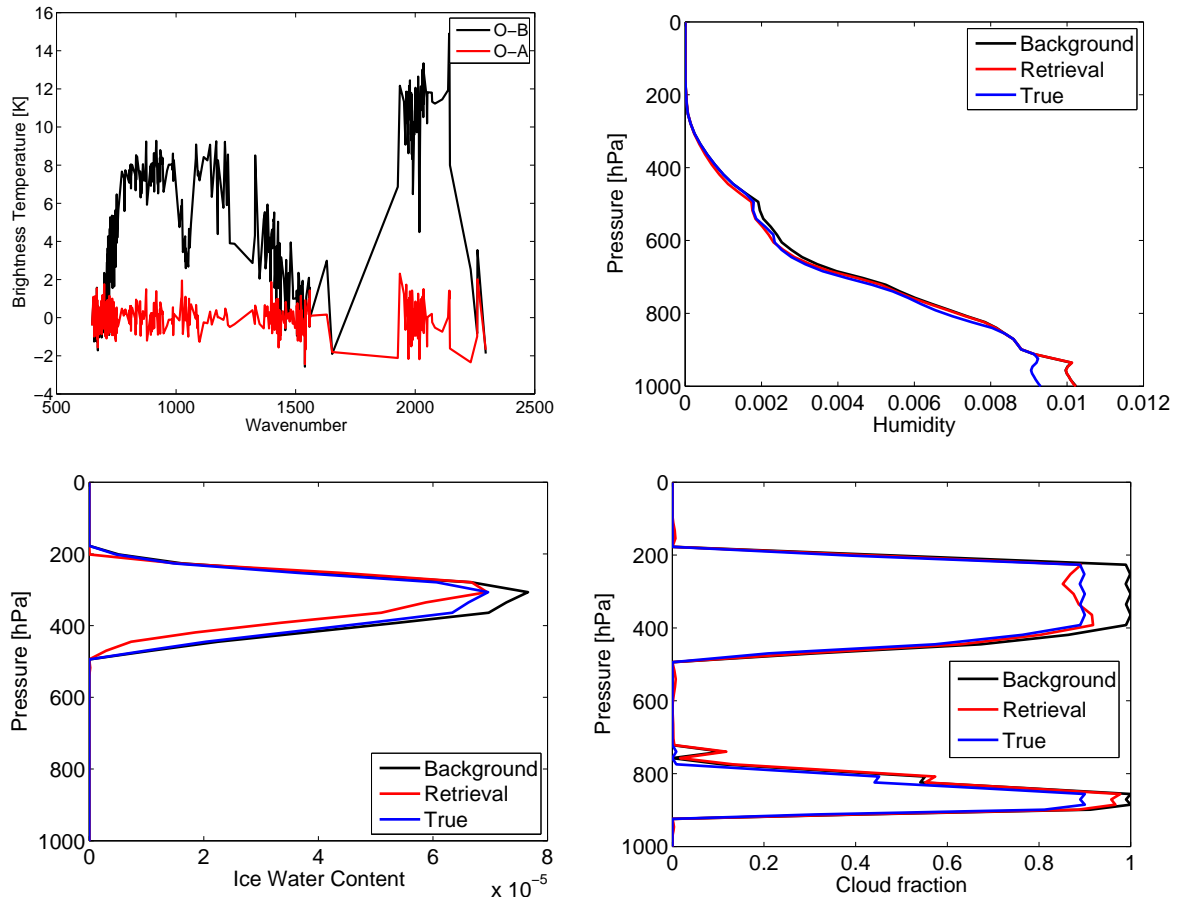 16
14
12
10
8
6
4
2
0
−2
−4
500
1000
1500
2000
2500
Brightness Temperature [K]
Wavenumber
O−B
O−A
0
200
400
600
800
1000
0
0.002
0.004
0.006
0.008
0.01
0.012
Pressure [hPa]
Humidity
Background
Retrieval
True
0
200
400
600
800
1000
0
2
4
6
8
Pressure [hPa]
Ice Water Content
x 10−5
Background
Retrieval
True
0
200
400
600
800
1000
0
0.2
0.4
0.6
0.8
1
Pressure [hPa]
Cloud fraction
Background
Retrieval
True